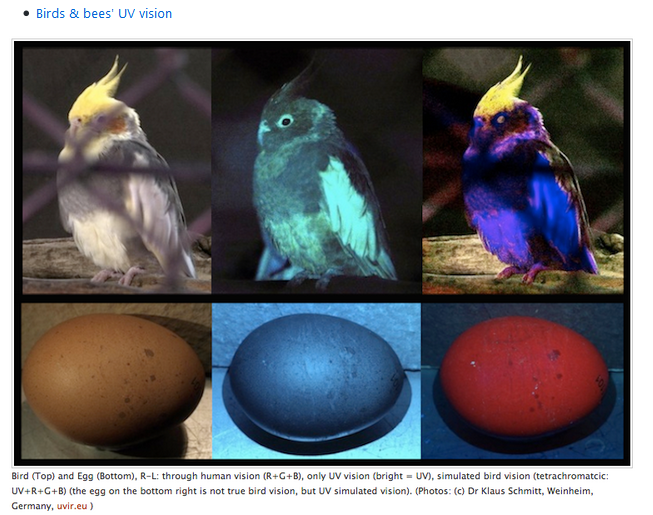 Birds & bees' UV vision
Bird (Top) and Egg (Bottom), R-L: through human vision (R+G+B), only UV vision (bright = UV), simulated bird vision (tetrachromatcic:
UV+R+G+B) (the egg on the bottom right is not true bird vision, but UV simulated vision). (Photos: (c) Dr Klaus Schmitt, Weinheim,
Germany, uvir.eu )